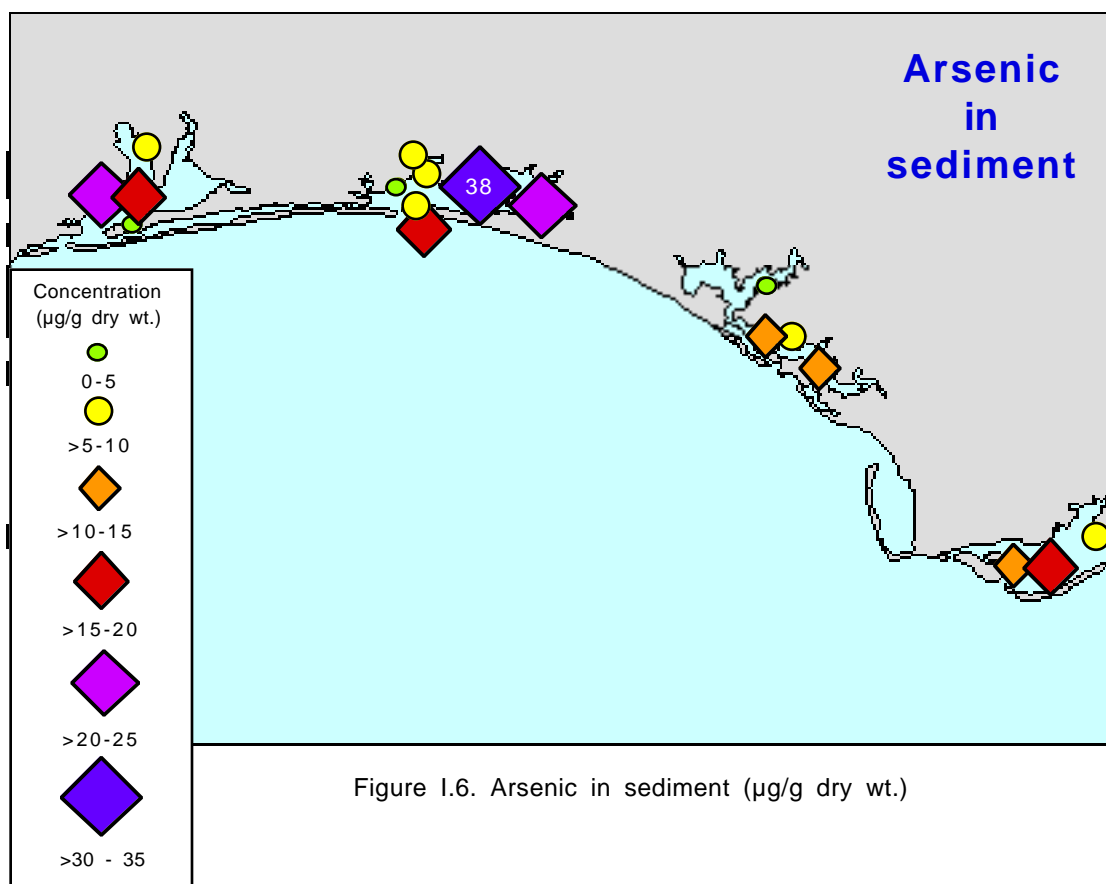 Arsenic
in
sediment
38
Concentration
(µg/g dry wt.)
0-5
>5-10
>10-15
>15-20
>20-25
>30 - 35
Figure I.6. Arsenic in sediment (µg/g dry wt.)